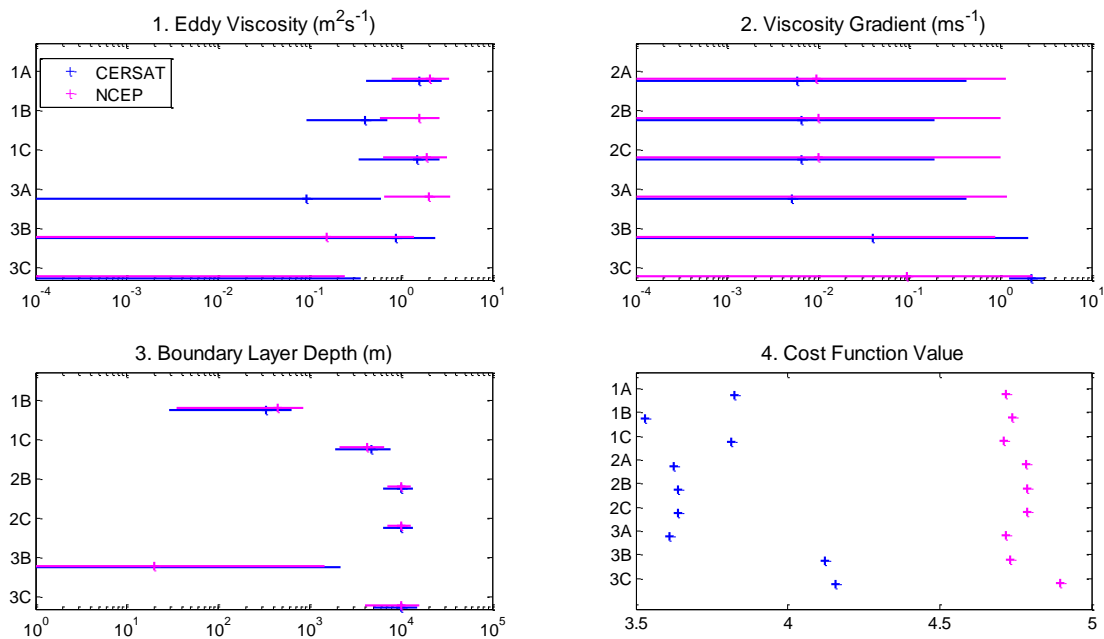 1. Eddy Viscosity (m²s⁻¹)
1A
1B
1C
3A
3B
3C
CERSAT
NCEP
10⁻⁴ 10⁻³ 10⁻² 10⁻¹ 10⁰ 10¹
2. Viscosity Gradient (ms⁻¹)
2A
2B
2C
3A
3B
3C
10⁻⁴ 10⁻³ 10⁻² 10⁻¹ 10⁰ 10¹
3. Boundary Layer Depth (m)
1B
1C
2B
2C
3B
3C
10⁰ 10¹ 10² 10³ 10⁴ 10⁵
4. Cost Function Value
1A
1B
1C
2A
2B
2C
3A
3B
3C
3.5 4 4.5 5